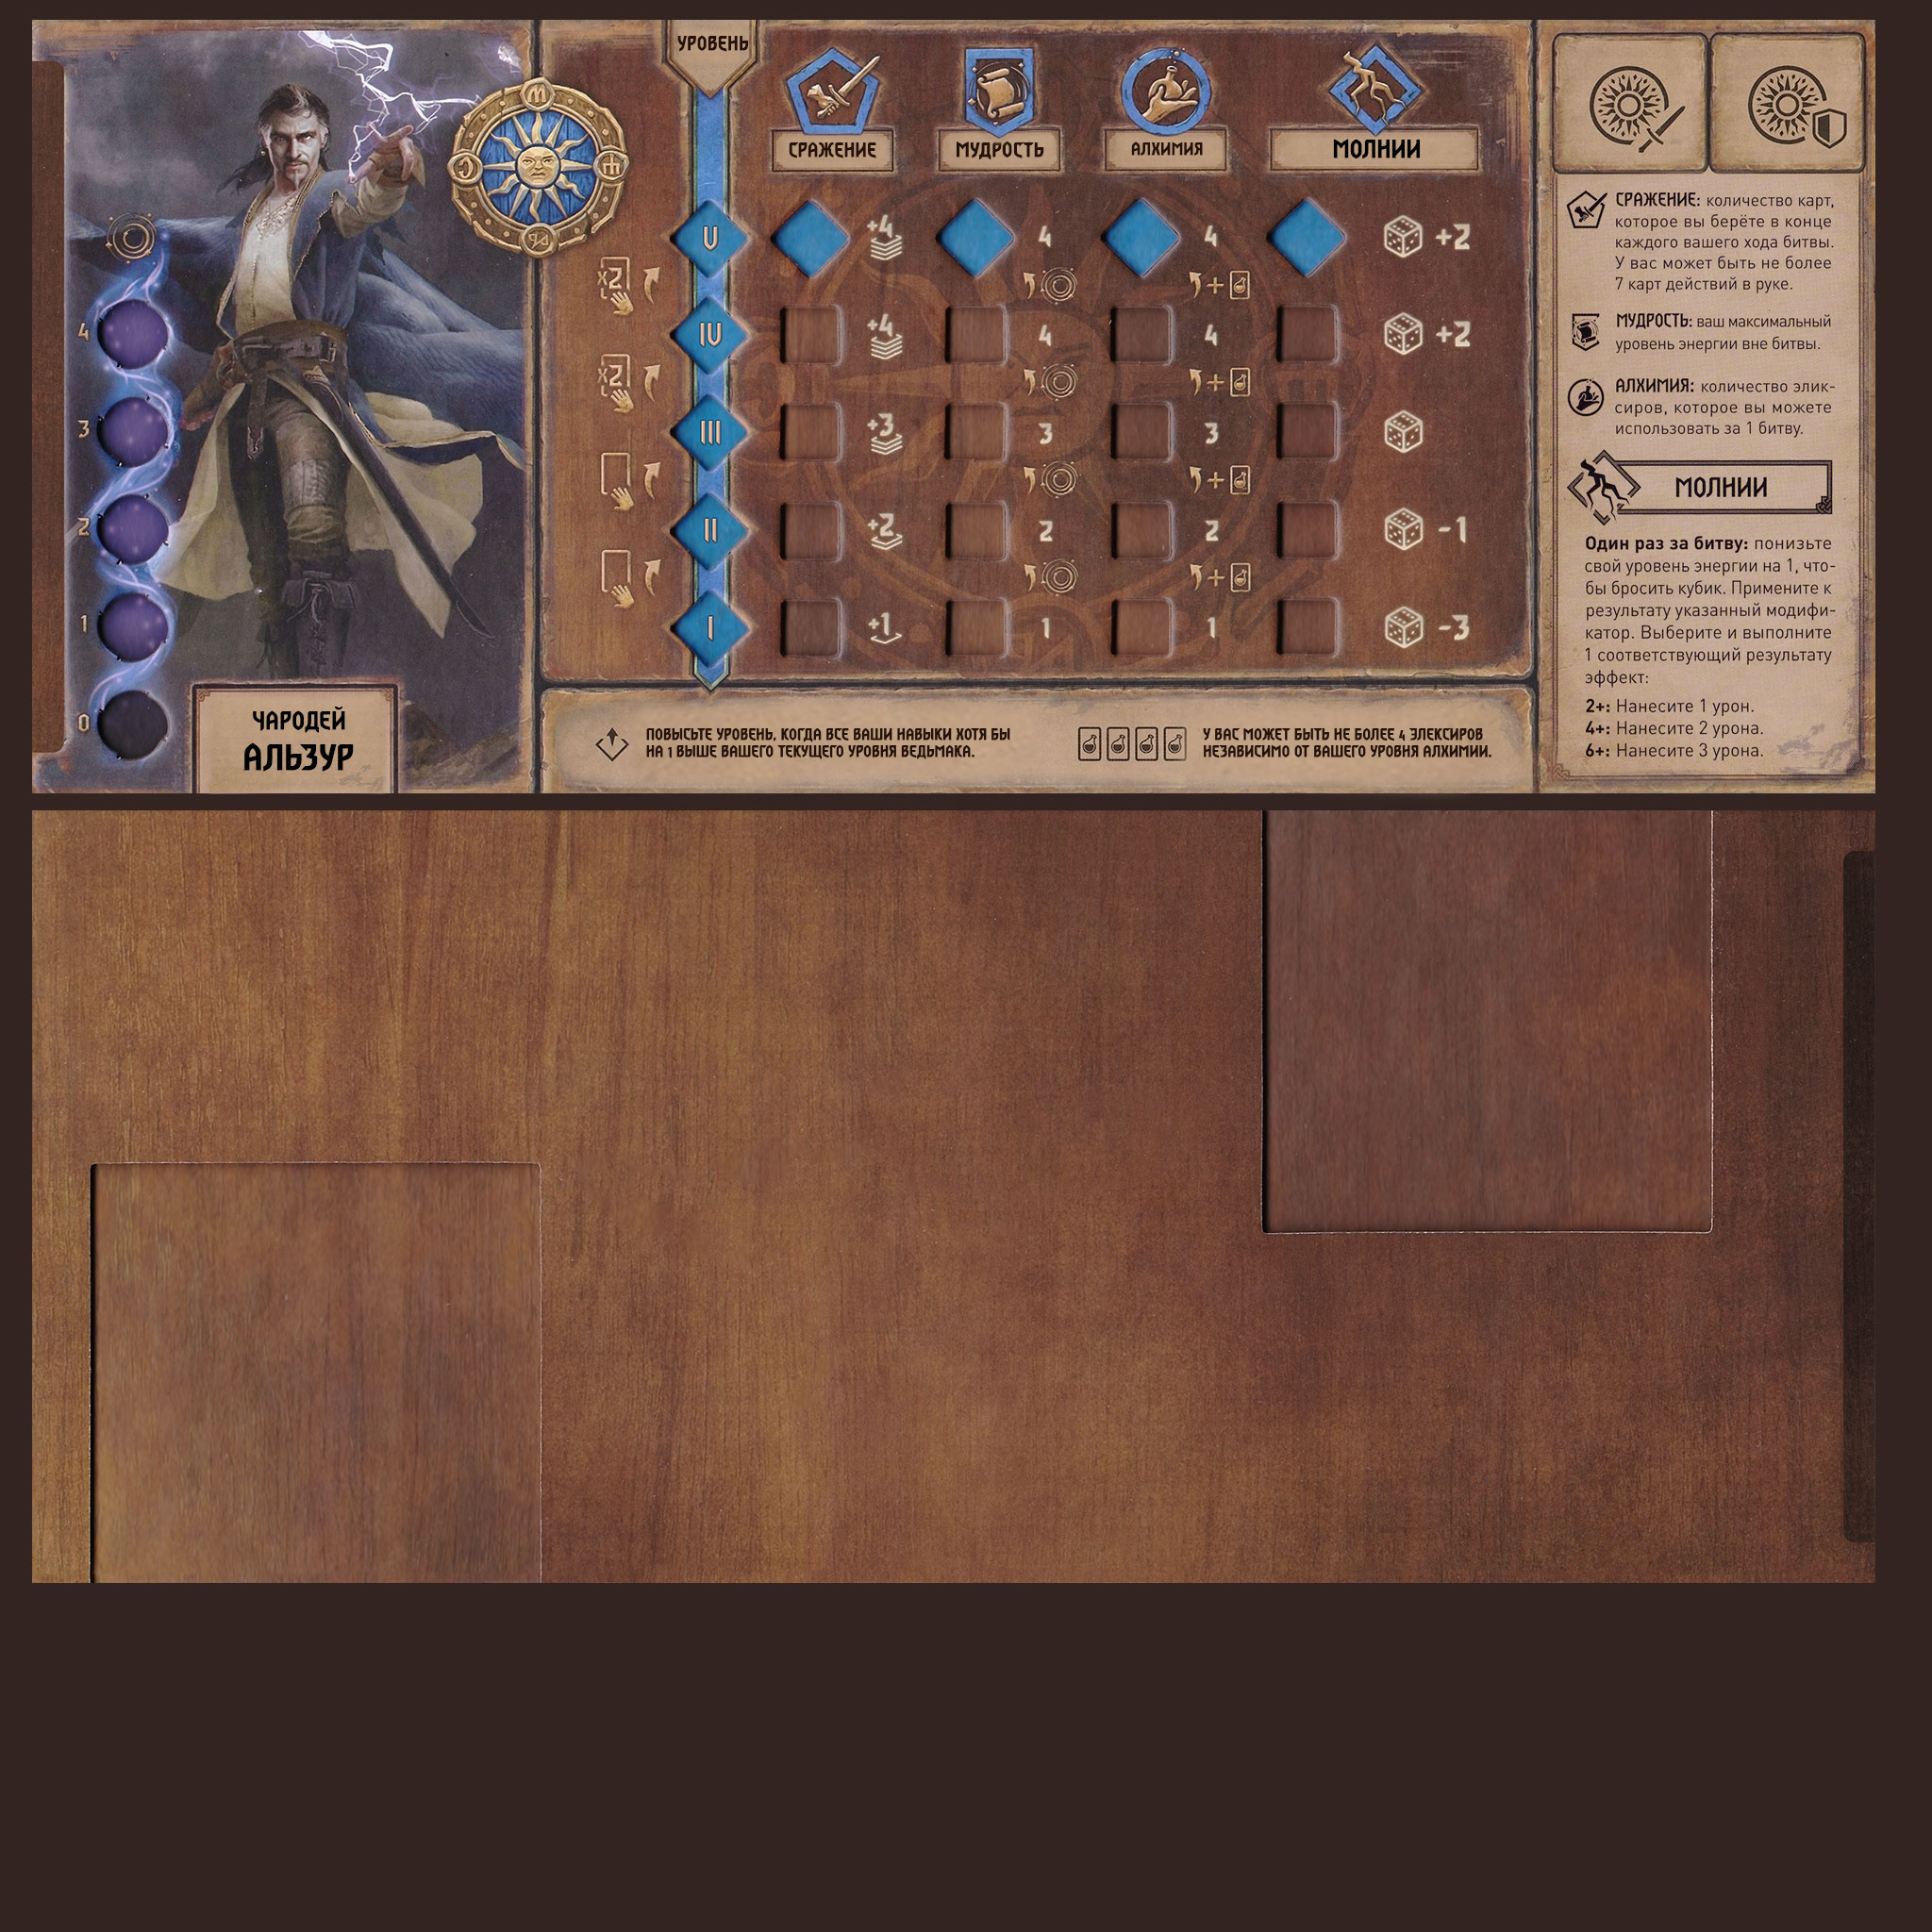 УРОВЕНЬ
СРАЖЕНИЕ
МУДРОСТЬ
АЛХИМИЯ
МОЛНИИ
V
+4
4
4
+2
x2
IV
+4
4
4
+2
x2
III
+3
3
3
II
+2
2
2
-1
I
+1
1
1
-3
4
3
2
1
0
ЧАРОДЕЙ
АЛЬЗУР
ПОВЫСЬТЕ УРОВЕНЬ, КОГДА ВСЕ ВАШИ НАВЫКИ ХОТЯ БЫ
НА 1 ВЫШЕ ВАШЕГО ТЕКУЩЕГО УРОВНЯ ВЕДЬМАКА.
У ВАС МОЖЕТ БЫТЬ НЕ БОЛЕЕ 4 ЭЛЕКСИРОВ
НЕЗАВИСИМО ОТ ВАШЕГО УРОВНЯ АЛХИМИИ.
СРАЖЕНИЕ: количество карт,
которое вы берёте в конце
каждого вашего хода битвы.
У вас может быть не более
7 карт действий в руке.
МУДРОСТЬ: ваш максимальный
уровень энергии вне битвы.
АЛХИМИЯ: количество элик-
сиров, которое вы можете
использовать за 1 битву.
МОЛНИИ
Один раз за битву: понизьте
свой уровень энергии на 1, что-
бы бросить кубик. Примените к
результату указанный модифи-
катор. Выберите и выполните
1 соответствующий результату
эффект:
2+: Нанесите 1 урон.
4+: Нанесите 2 урона.
6+: Нанесите 3 урона.